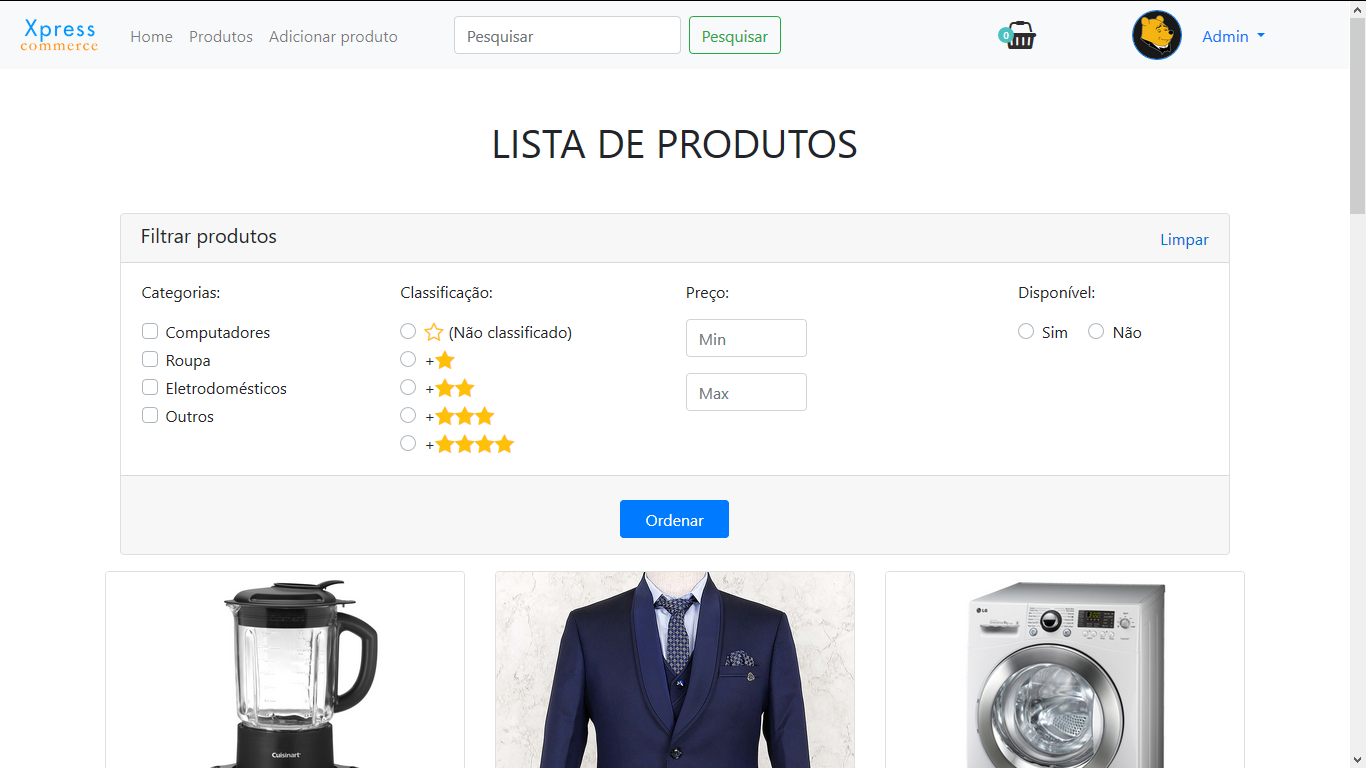 Xpress
commerce
Home Produtos Adicionar produto Pesquisar Pesquisar 0 Admin
LISTA DE PRODUTOS
Filtrar produtos Limpar
Categorias: Classificação: Preço: Disponível:
Computadores (Não classificado) Min Sim Não
Roupa +
Eletrodomésticos + Max
Outros +
+
Ordenar
Cuisinart
LG